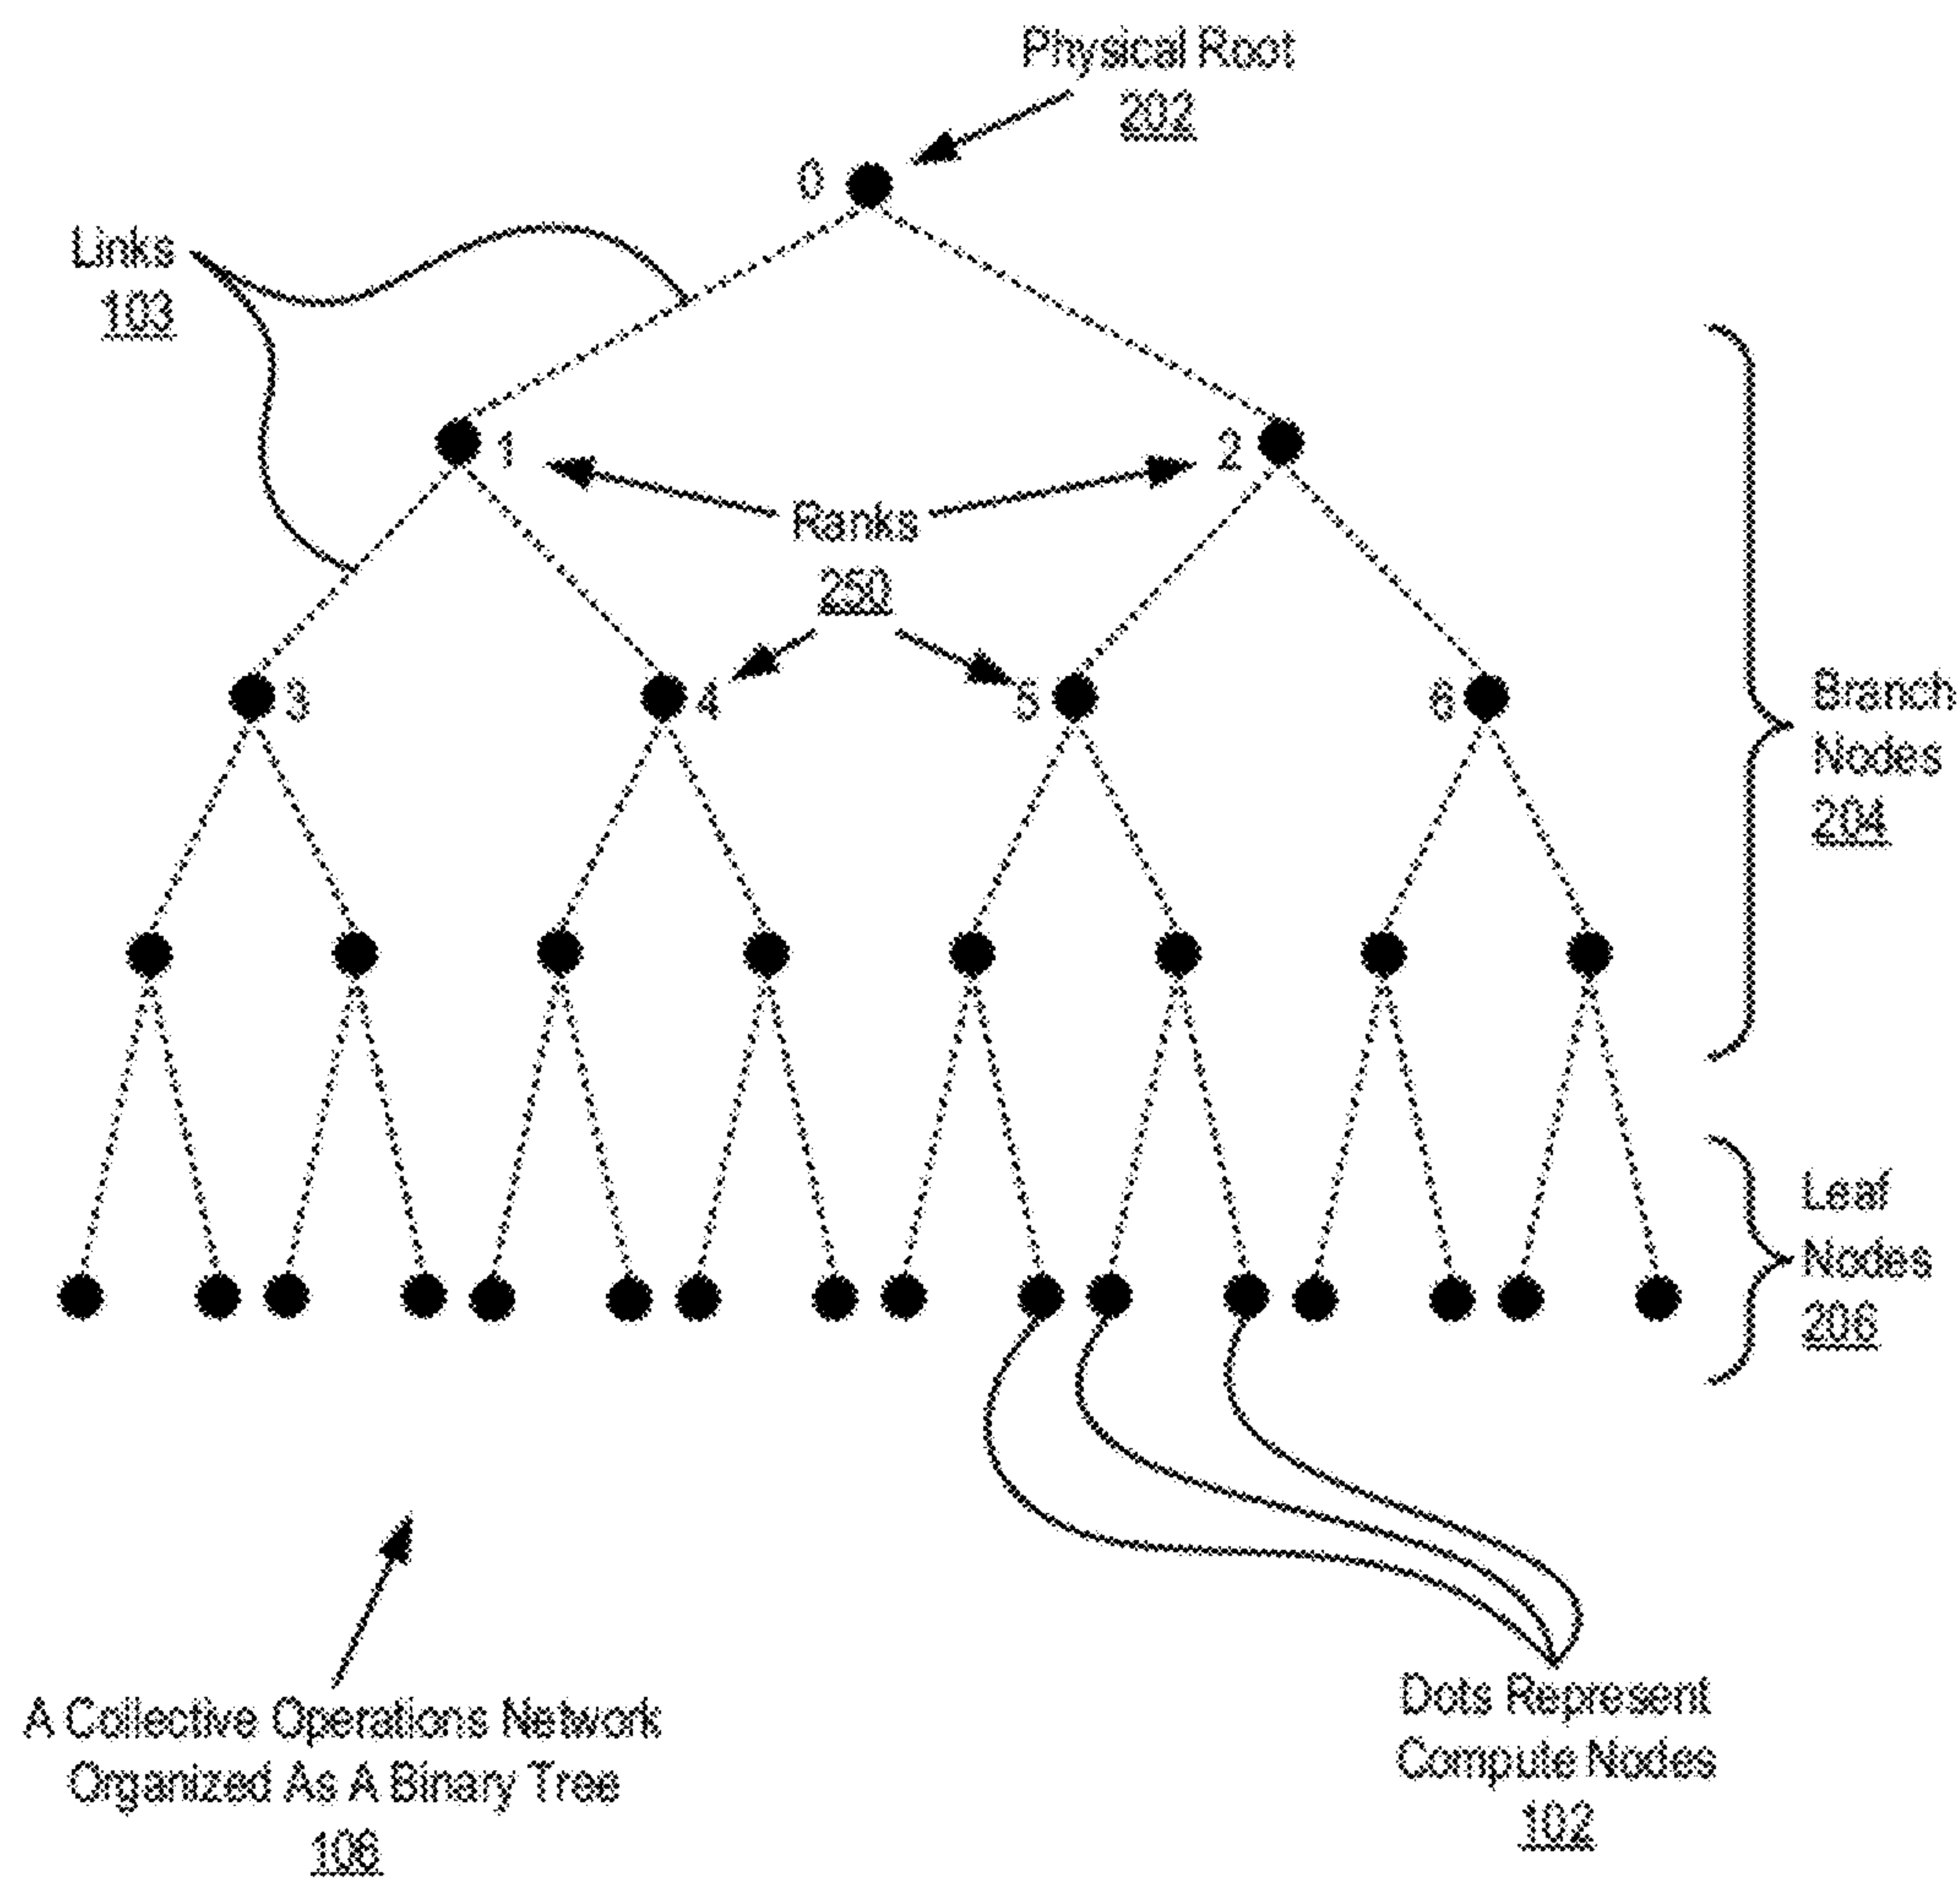 Physical Root
202
0
Links
103
1
2
Ranks
250
3
4
5
6
Branch
Nodes
204
Leaf
Nodes
206
A Collective Operations Network
Organized As A Binary Tree
106
Dots Represent
Compute Nodes
102